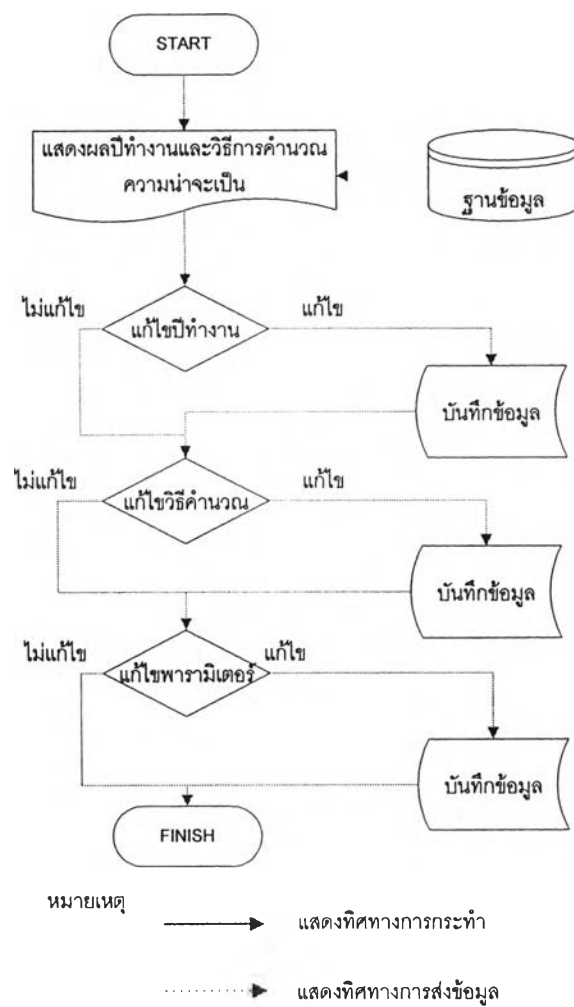 START
แสดงผลปีทำงานและวิธีการคำนวณ
ความน่าจะเป็น
ฐานข้อมูล
ไม่แก้ไข
แก้ไข
แก้ไขปีทำงาน
บันทึกข้อมูล
ไม่แก้ไข
แก้ไข
แก้ไขวิธีคำนวณ
บันทึกข้อมูล
ไม่แก้ไข
แก้ไข
แก้ไขพารามิเตอร์
บันทึกข้อมูล
FINISH
หมายเหตุ
แสดงทิศทางการกระทำ
แสดงทิศทางการส่งข้อมูล